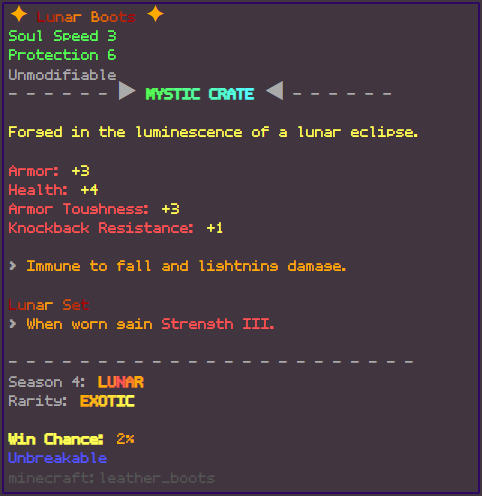 ✦ Lunar Boots ✦
Soul Speed 3
Protection 6
Unmodifiable
- - - - - - ▶ MYSTIC CRATE ◀ - - - - - -
Forged in the luminescence of a lunar eclipse.
Armor: +3
Health: +4
Armor Toughness: +3
Knockback Resistance: +1
> Immune to fall and lightning damage.
Lunar Set
> When worn gain Strength III.
- - - - - - - - - - - - - - - - - - - - - - -
Season 4: LUNAR
Rarity: EXOTIC
Win Chance: 2%
Unbreakable
minecraft:leather_boots